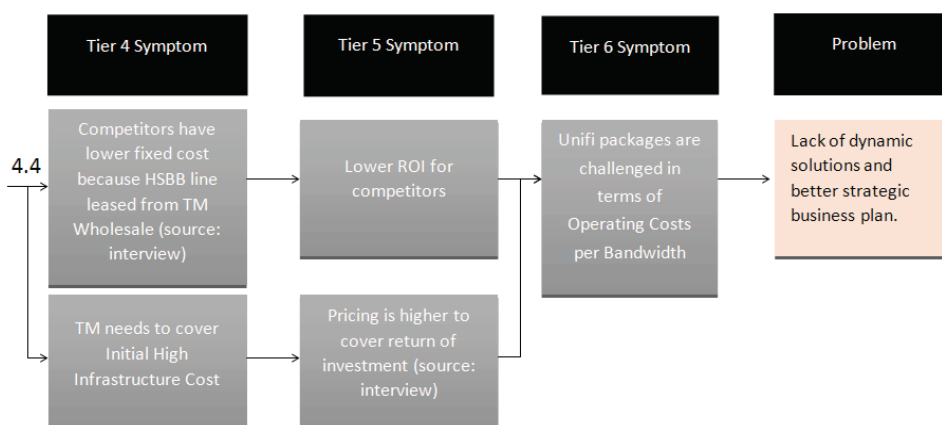 Tier 4 Symptom
Tier 5 Symptom
Tier 6 Symptom
Problem
4.4
Competitors have
lower fixed cost
because HSBB line
leased from TM
Wholesale (source:
interview)
Lower ROI for
competitors
Unifi packages are
challenged in
terms of
Operating Costs
per Bandwidth
Lack of dynamic
solutions and
better strategic
business plan.
TM needs to cover
Initial High
Infrastructure Cost
Pricing is higher to
cover return of
investment (source:
interview)